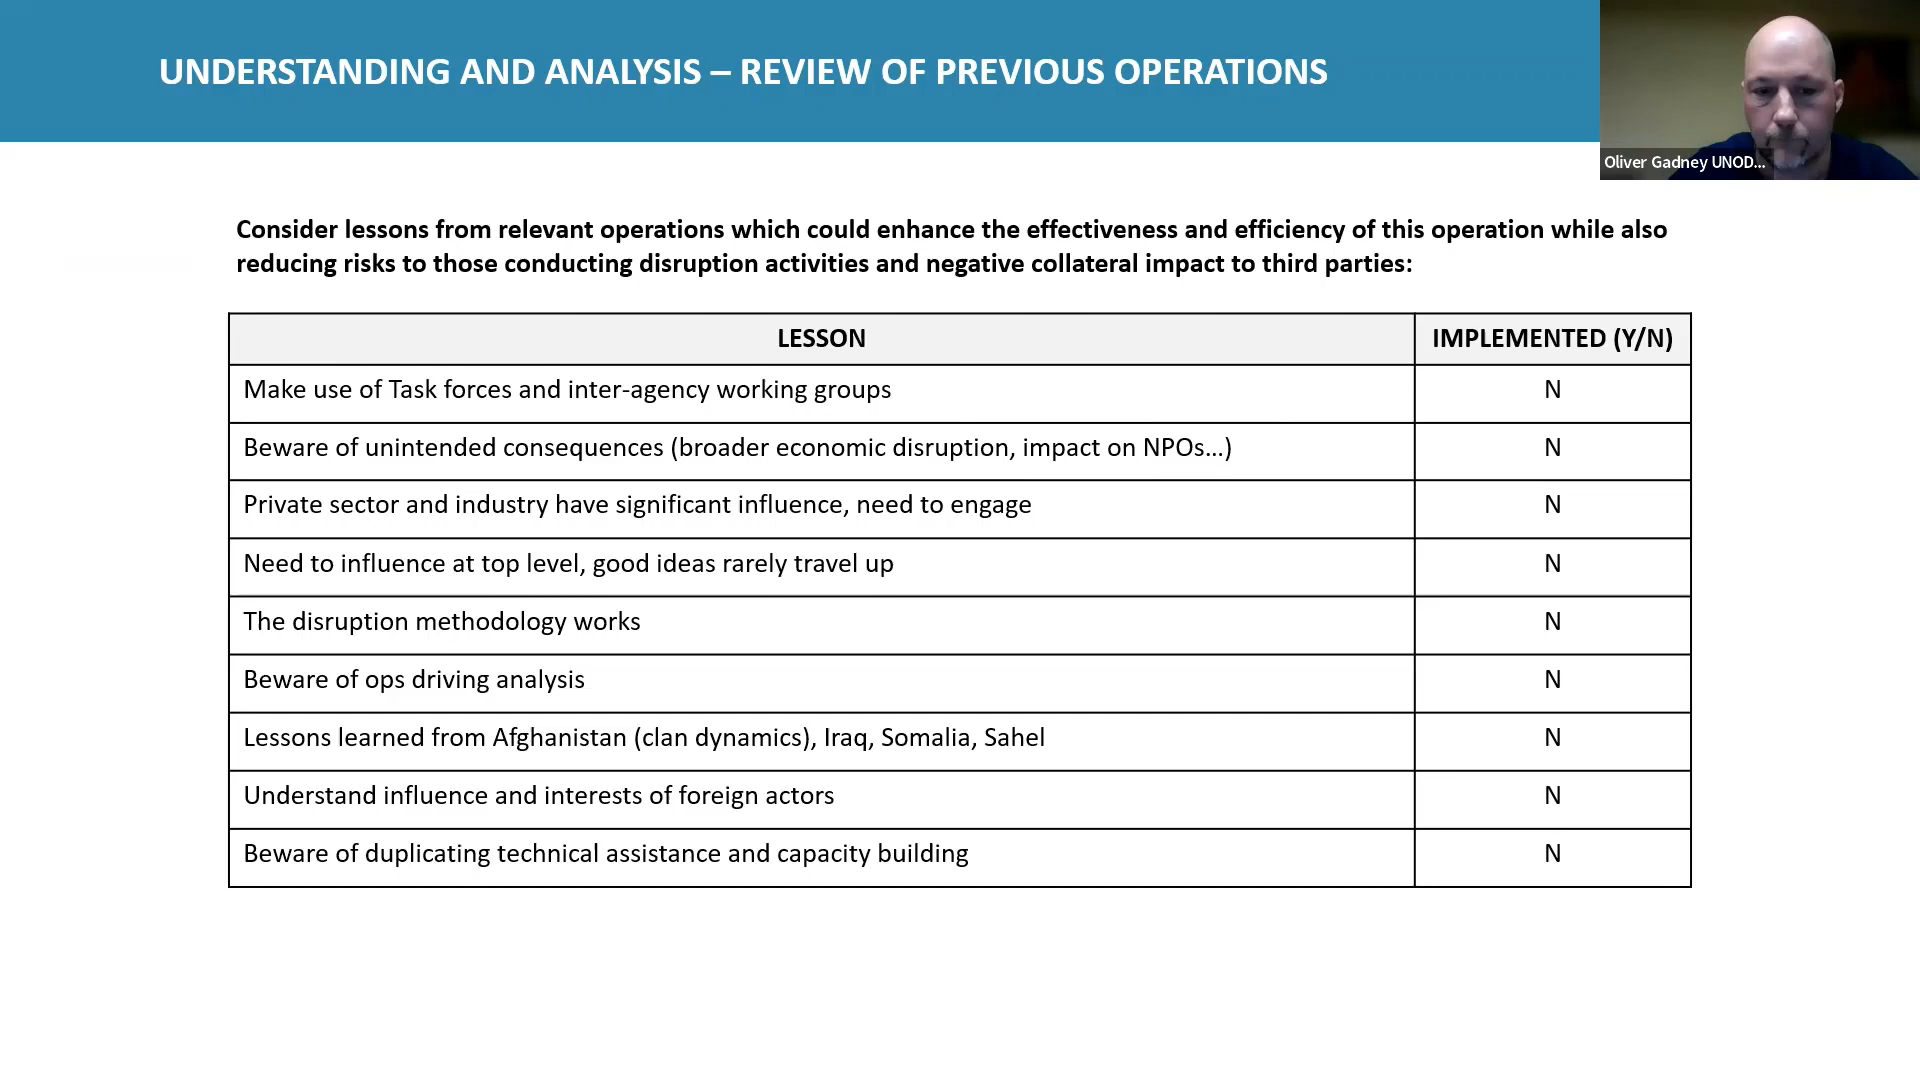 UNDERSTANDING AND ANALYSIS – REVIEW OF PREVIOUS OPERATIONS
Oliver Gadney UNOD...
Consider lessons from relevant operations which could enhance the effectiveness and efficiency of this operation while also
reducing risks to those conducting disruption activities and negative collateral impact to third parties:
LESSON IMPLEMENTED (Y/N)
Make use of Task forces and inter-agency working groups N
Beware of unintended consequences (broader economic disruption, impact on NPOs…) N
Private sector and industry have significant influence, need to engage N
Need to influence at top level, good ideas rarely travel up N
The disruption methodology works N
Beware of ops driving analysis N
Lessons learned from Afghanistan (clan dynamics), Iraq, Somalia, Sahel N
Understand influence and interests of foreign actors N
Beware of duplicating technical assistance and capacity building N